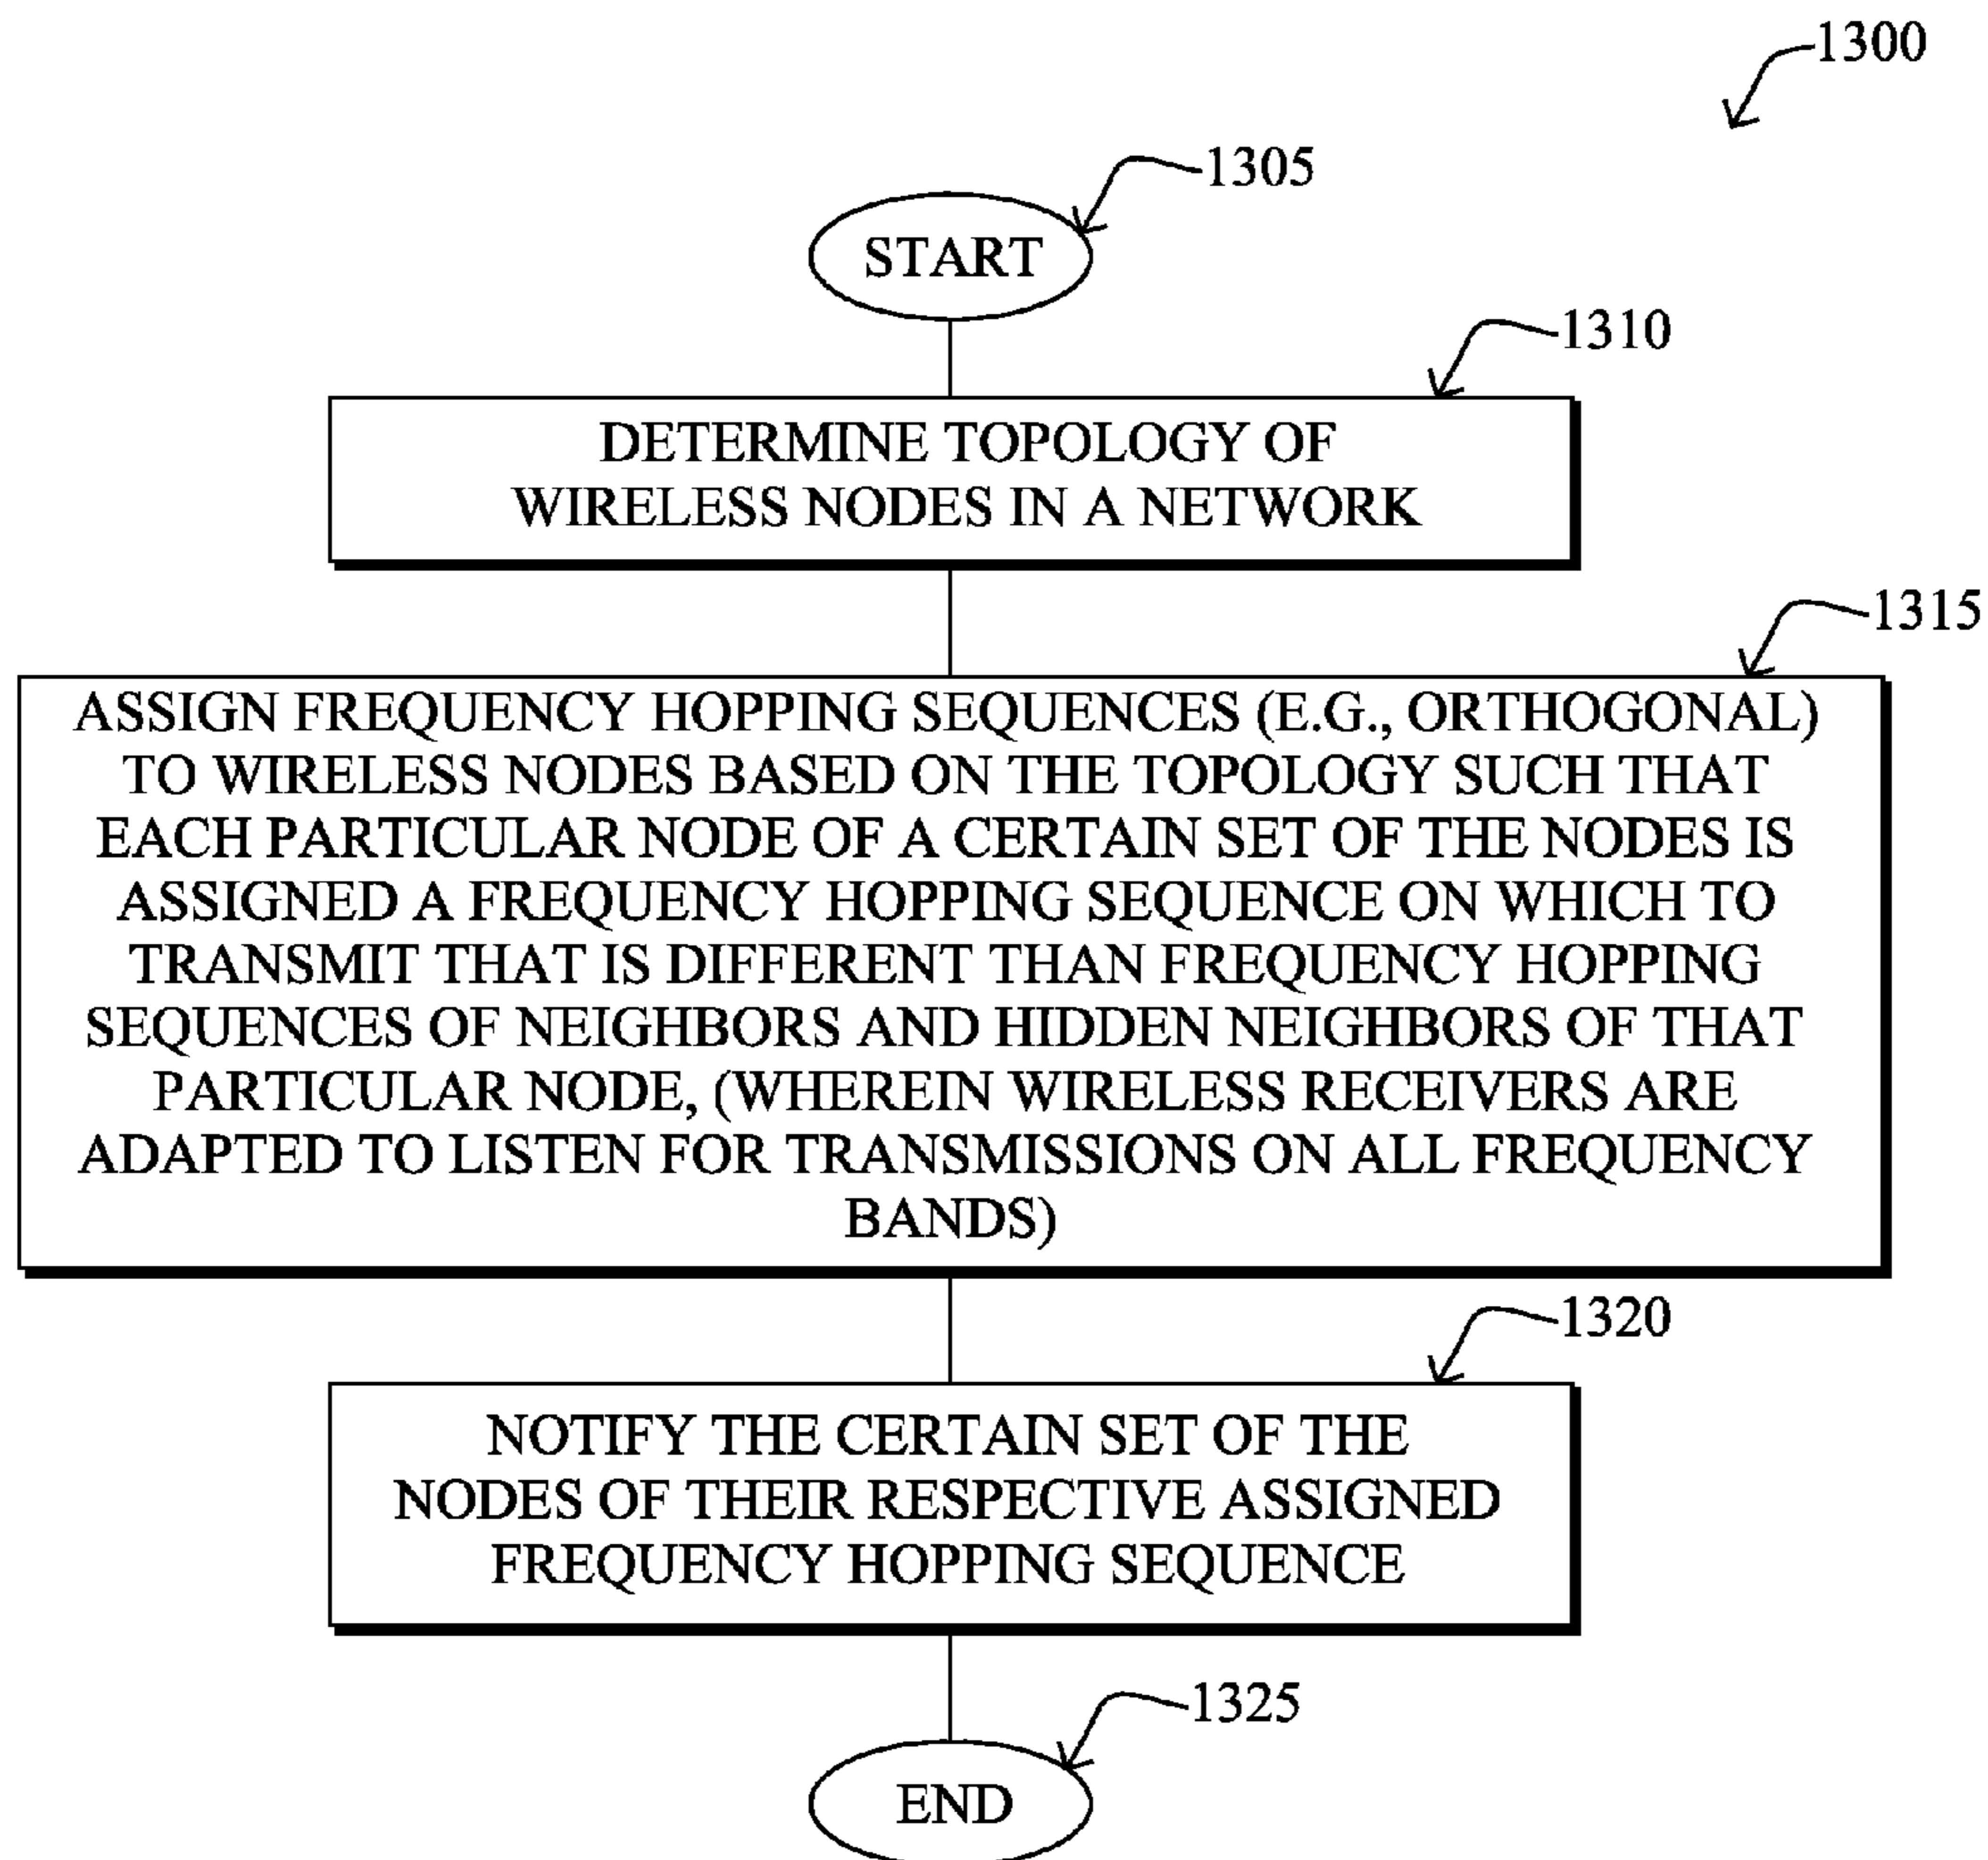 1300
1305
START
1310
DETERMINE TOPOLOGY OF
WIRELESS NODES IN A NETWORK
1315
ASSIGN FREQUENCY HOPPING SEQUENCES (E.G., ORTHOGONAL)
TO WIRELESS NODES BASED ON THE TOPOLOGY SUCH THAT
EACH PARTICULAR NODE OF A CERTAIN SET OF THE NODES IS
ASSIGNED A FREQUENCY HOPPING SEQUENCE ON WHICH TO
TRANSMIT THAT IS DIFFERENT THAN FREQUENCY HOPPING
SEQUENCES OF NEIGHBORS AND HIDDEN NEIGHBORS OF THAT
PARTICULAR NODE, (WHEREIN WIRELESS RECEIVERS ARE
ADAPTED TO LISTEN FOR TRANSMISSIONS ON ALL FREQUENCY
BANDS)
1320
NOTIFY THE CERTAIN SET OF THE
NODES OF THEIR RESPECTIVE ASSIGNED
FREQUENCY HOPPING SEQUENCE
1325
END